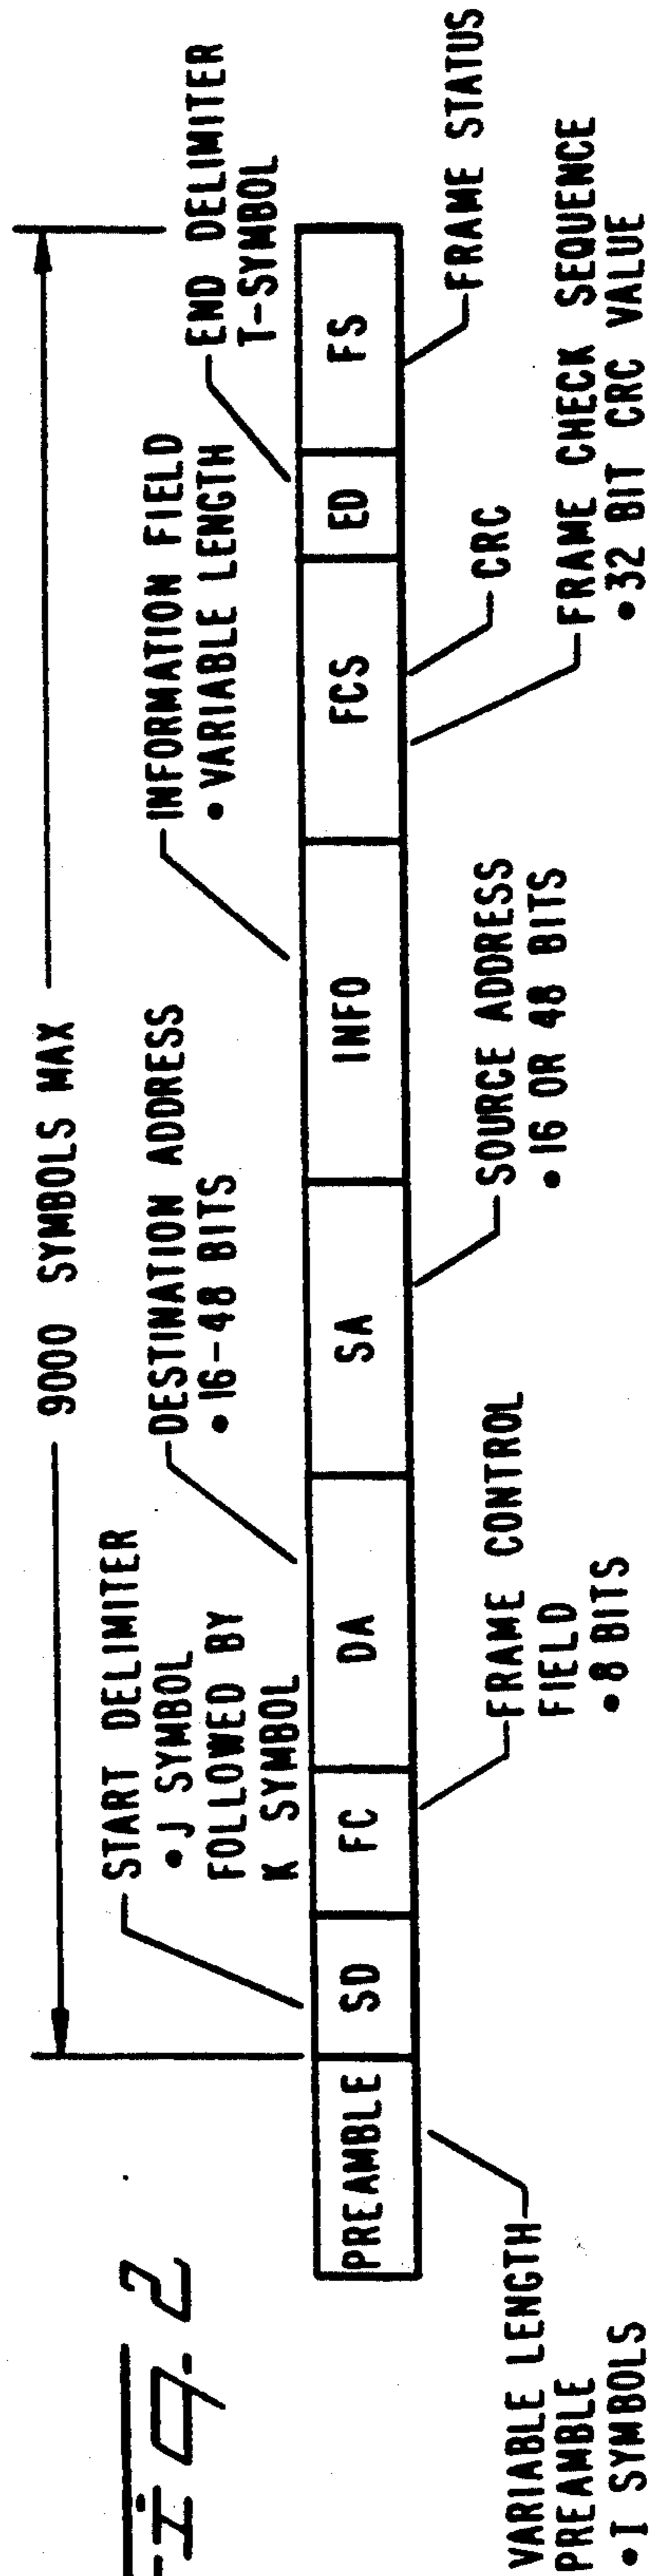 Fig. 2
9000 SYMBOLS MAX
START DELIMITER
• J SYMBOL
FOLLOWED BY
K SYMBOL
DESTINATION ADDRESS
• 16-48 BITS
INFORMATION FIELD
• VARIABLE LENGTH
END DELIMITER
T-SYMBOL
PREAMBLE
SD
FC
DA
SA
INFO
FCS
ED
FS
VARIABLE LENGTH
PREAMBLE
• I SYMBOLS
FRAME CONTROL
FIELD
• 8 BITS
SOURCE ADDRESS
• 16 OR 48 BITS
CRC
FRAME CHECK SEQUENCE
• 32 BIT CRC VALUE
FRAME STATUS